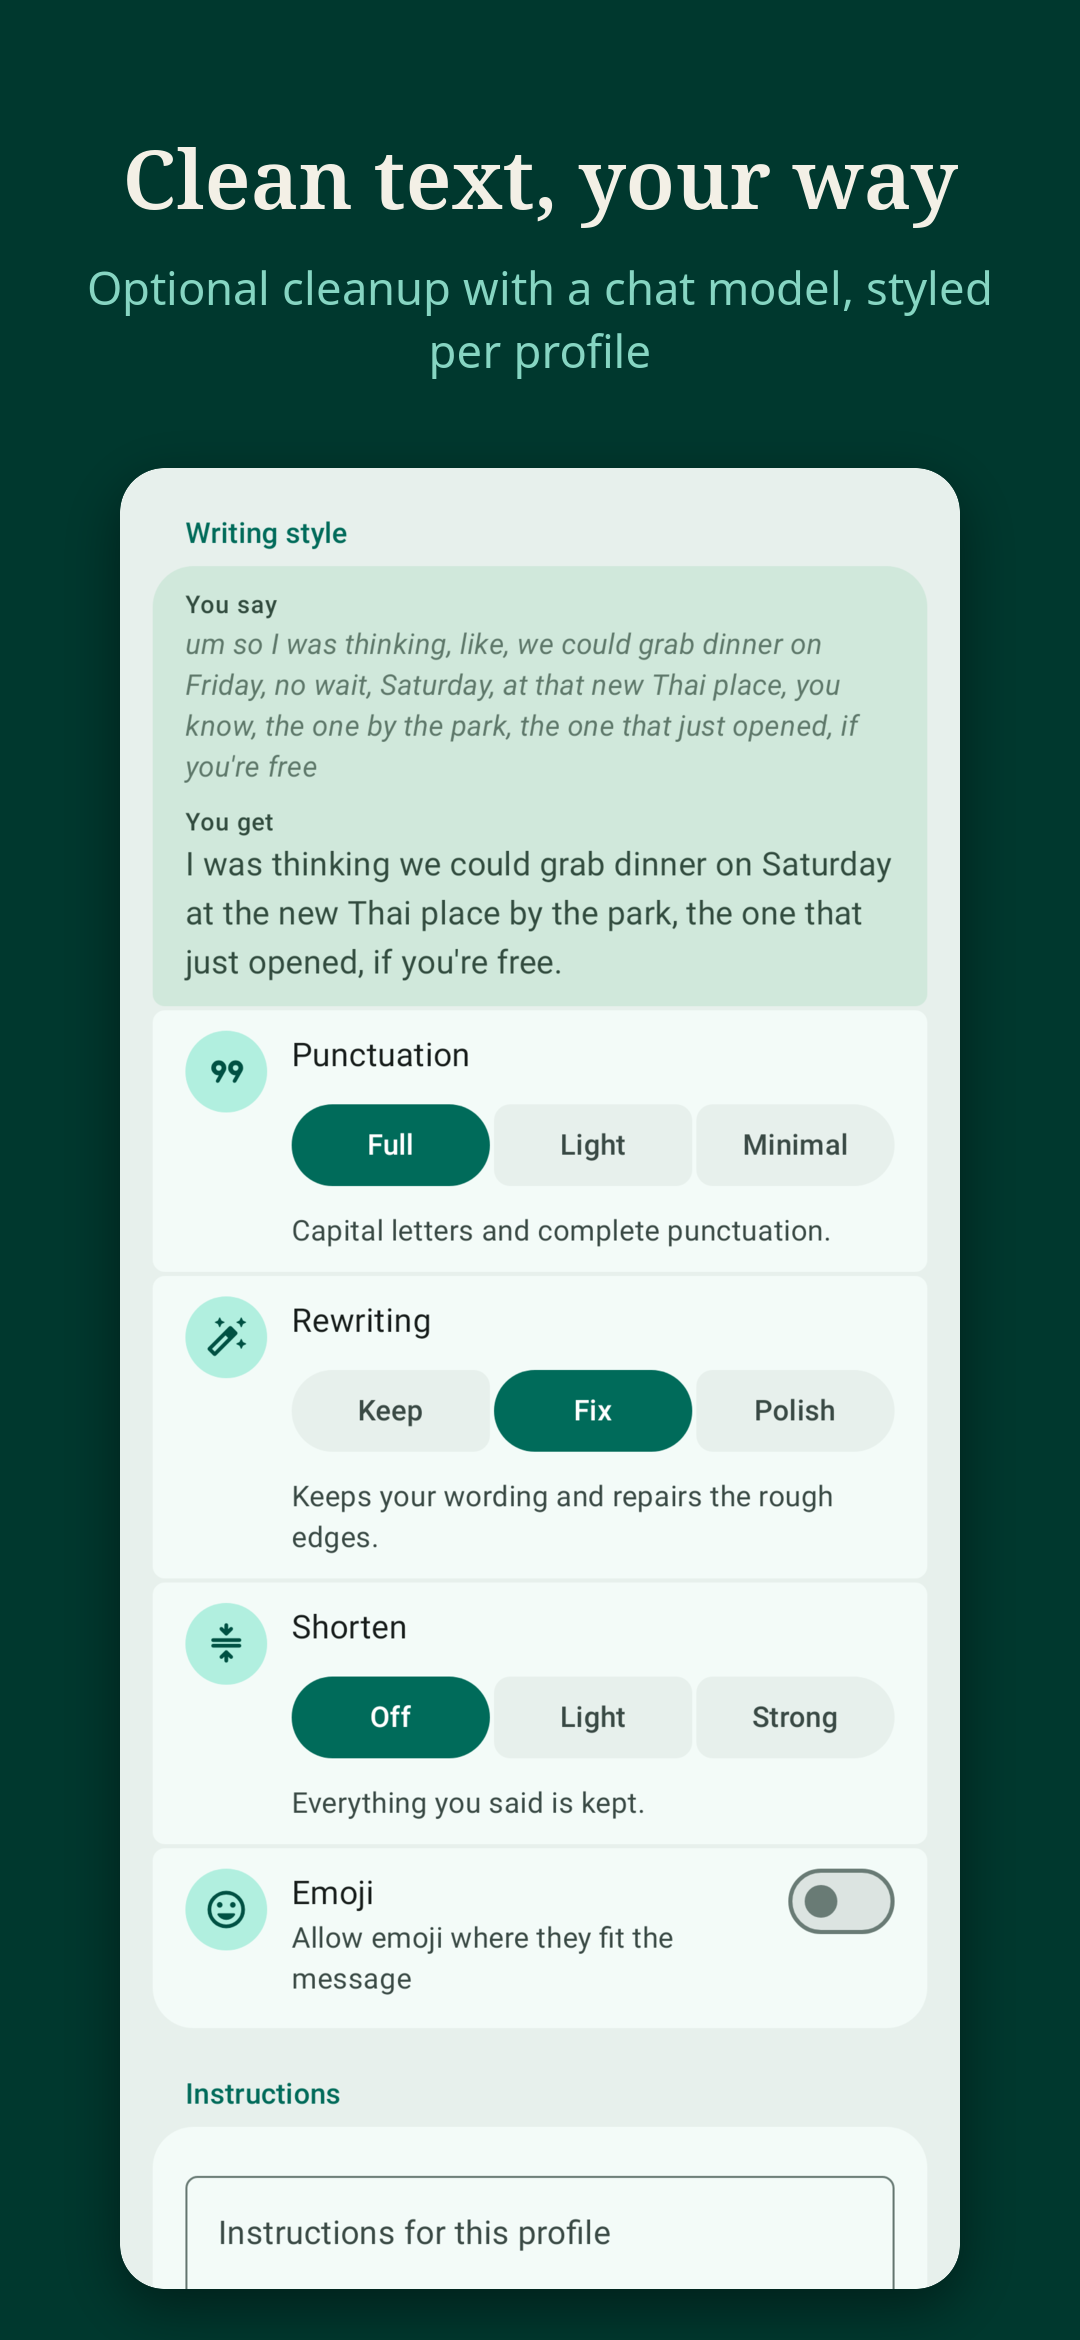 Clean text, your way
Optional cleanup with a chat model, styled
per profile
Writing style
You say
um so I was thinking, like, we could grab dinner on
Friday, no wait, Saturday, at that new Thai place, you
know, the one by the park, the one that just opened, if
you're free
You get
I was thinking we could grab dinner on Saturday
at the new Thai place by the park, the one that
just opened, if you're free.
Punctuation
Full Light Minimal
Capital letters and complete punctuation.
Rewriting
Keep Fix Polish
Keeps your wording and repairs the rough
edges.
Shorten
Off Light Strong
Everything you said is kept.
Emoji
Allow emoji where they fit the
message
Instructions
Instructions for this profile